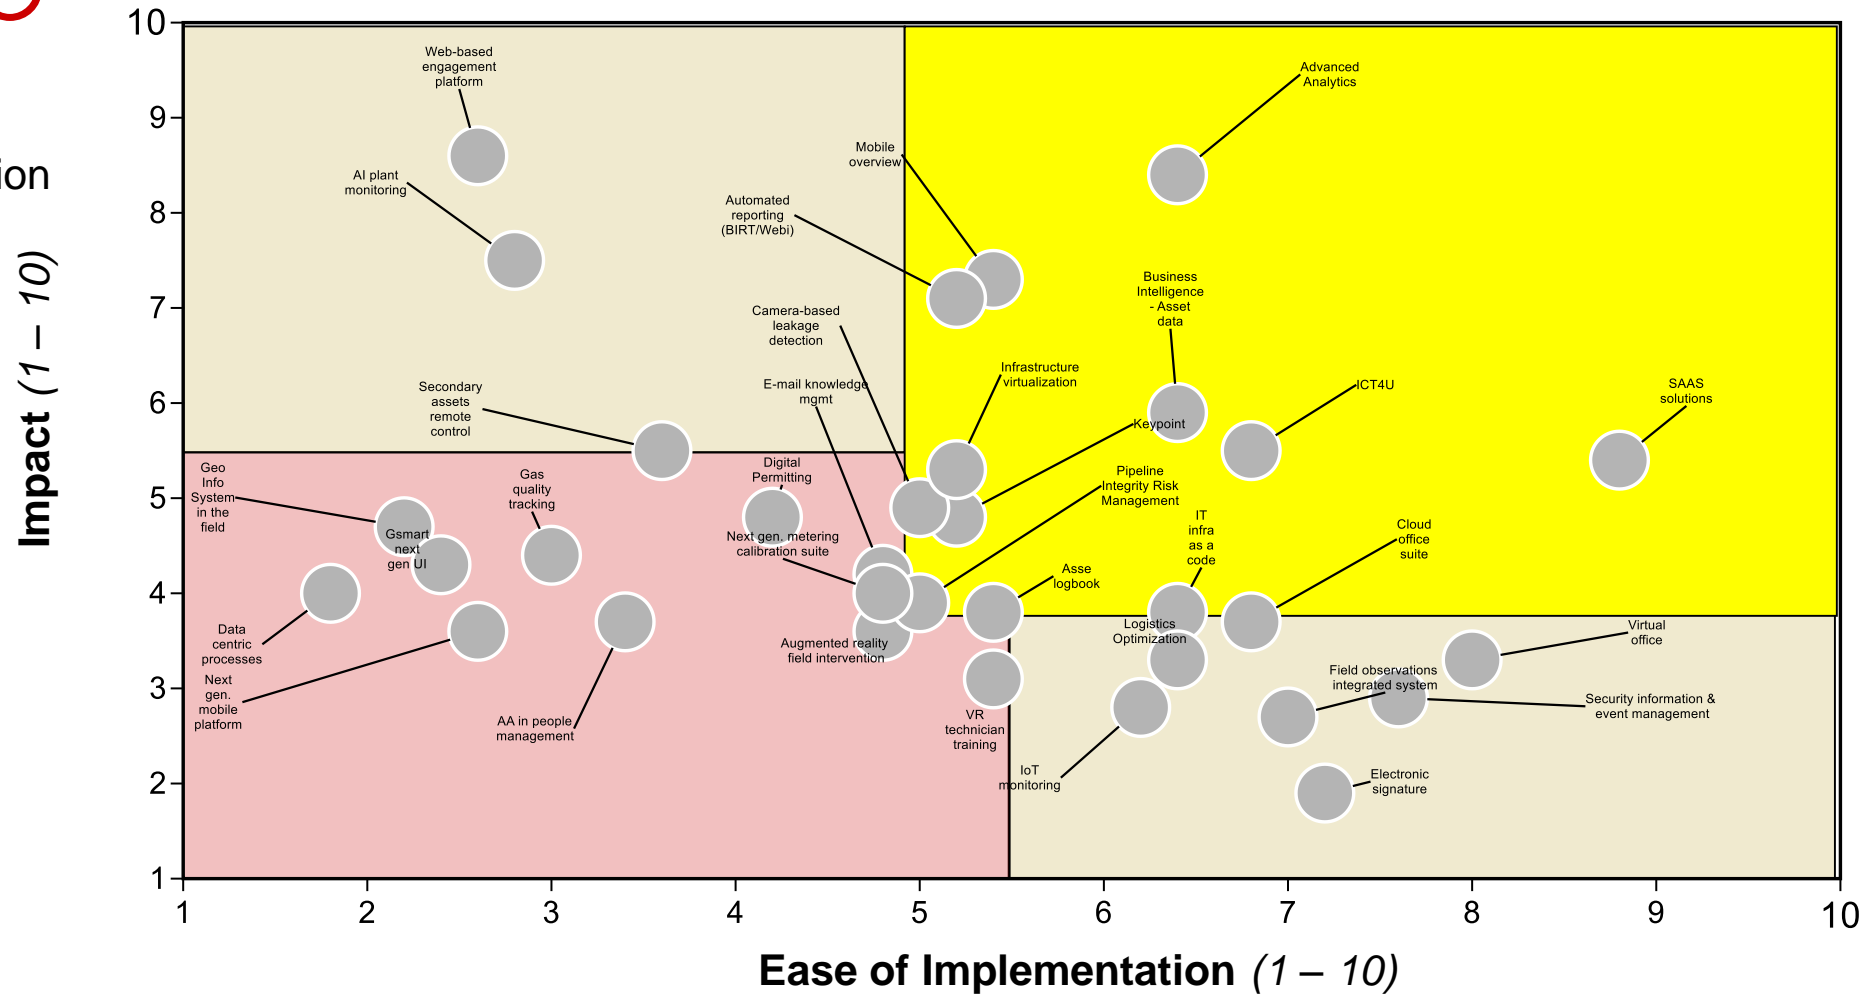 10
9
8
7
6
5
4
3
2
1
ion
Impact (1 – 10)
Web-based
engagement
platform
AI plant
monitoring
Mobile
overview
Advanced
Analytics
Automated
reporting
(BIRT/Webi)
Business
Intelligence
- Asset
data
Camera-based
leakage
detection
Infrastructure
virtualization
E-mail knowledge
mgmt
Secondary
assets
remote
control
ICT4U
SAAS
solutions
Keypoint
Geo
Info
System
in the
field
Gas
quality
tracking
Digital
Permitting
Pipeline
Integrity Risk
Management
Gsmart
next
gen UI
Next gen. metering
calibration suite
IT
infra
as a
code
Cloud
office
suite
Asse
logbook
Data
centric
processes
Logistics
Optimization
Virtual
office
Augmented reality
field intervention
Next
gen.
mobile
platform
AA in people
management
VR
technician
training
Field observations
integrated system
Security information &
event management
IoT
monitoring
Electronic
signature
1 2 3 4 5 6 7 8 9 10
Ease of Implementation (1 – 10)